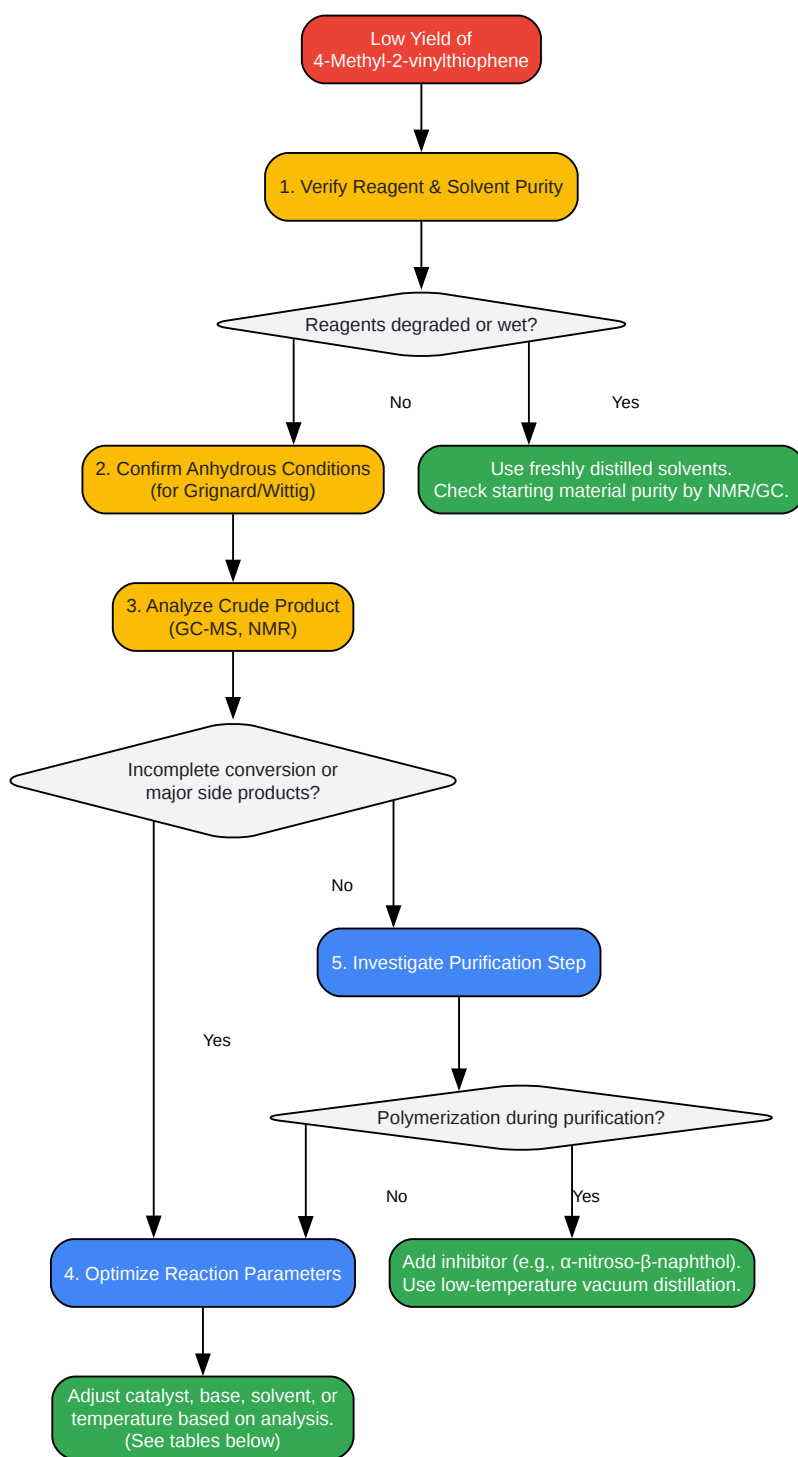 Low Yield of
4-Methyl-2-vinylthiophene
1. Verify Reagent & Solvent Purity
Reagents degraded or wet?
No
Yes
2. Confirm Anhydrous Conditions
(for Grignard/Wittig)
Use freshly distilled solvents.
Check starting material purity by NMR/GC.
3. Analyze Crude Product
(GC-MS, NMR)
Incomplete conversion or
major side products?
No
5. Investigate Purification Step
Yes
Polymerization during purification?
No
Yes
4. Optimize Reaction Parameters
Add inhibitor (e.g., α-nitroso-β-naphthol).
Use low-temperature vacuum distillation.
Adjust catalyst, base, solvent, or
temperature based on analysis.
(See tables below)